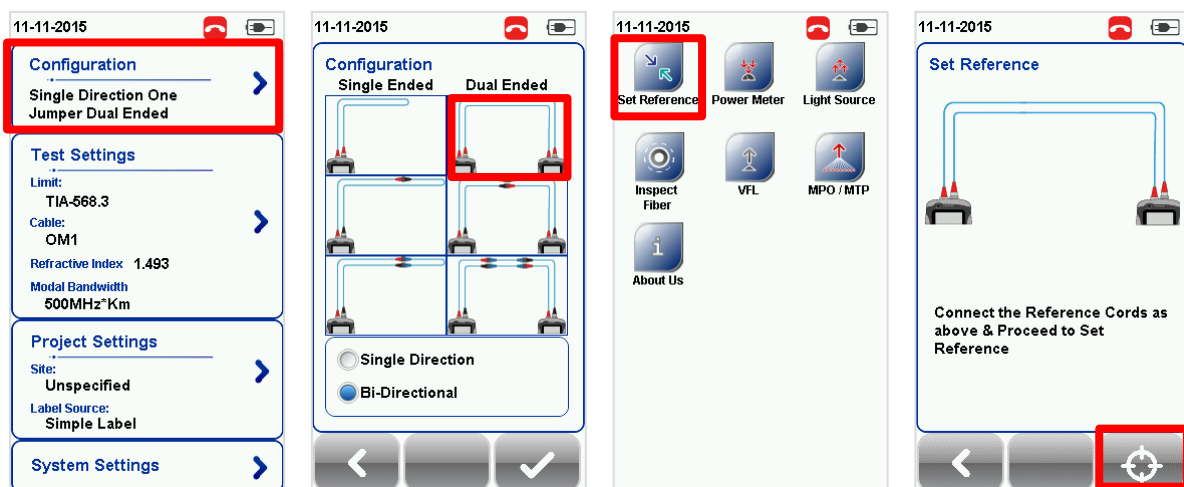 11-11-2015
Configuration
Single Direction One
Jumper Dual Ended
Test Settings
Limit:
TIA-568.3
Cable:
OM1
Refractive Index 1.493
Modal Bandwidth
500MHz*Km
Project Settings
Site:
Unspecified
Label Source:
Simple Label
System Settings
11-11-2015
Configuration
Single Ended Dual Ended
Single Direction
Bi-Directional
11-11-2015
Set Reference Power Meter Light Source
Inspect VFL MPO / MTP
Fiber
i
About Us
11-11-2015
Set Reference
Connect the Reference Cords as
above & Proceed to Set
Reference